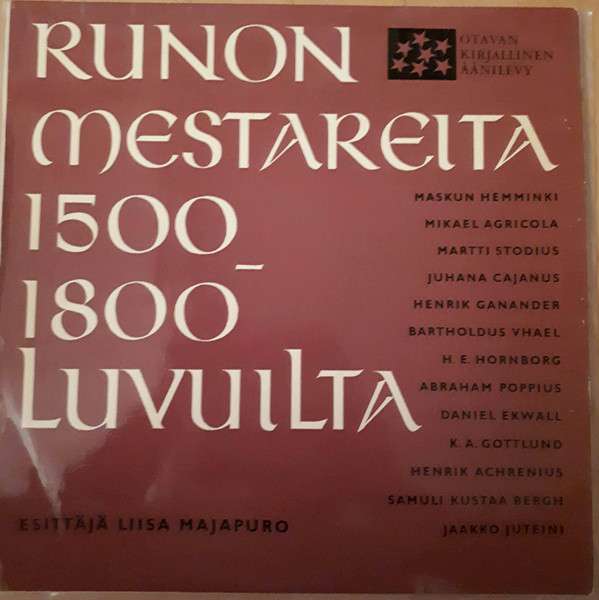 RUNON
MESTAREITA
1500-
1800-
LUVUILTA
OTAVAN
KIRJALLINEN
ÄÄNILEVY
MASKUN HEMMINKI
MIKAEL AGRICOLA
MARTTI STODIUS
JUHANA CAJANUS
HENRIK GANANDER
BARTHOLDUS VHAEL
H. E. HORNBORG
ABRAHAM POPPIUS
DANIEL EKWALL
K. A. GOTTLUND
HENRIK ACHRENIUS
SAMULI KUSTAA BERGH
JAAKKO JUTEINI
ESITTÄJÄ LIISA MAJAPURO